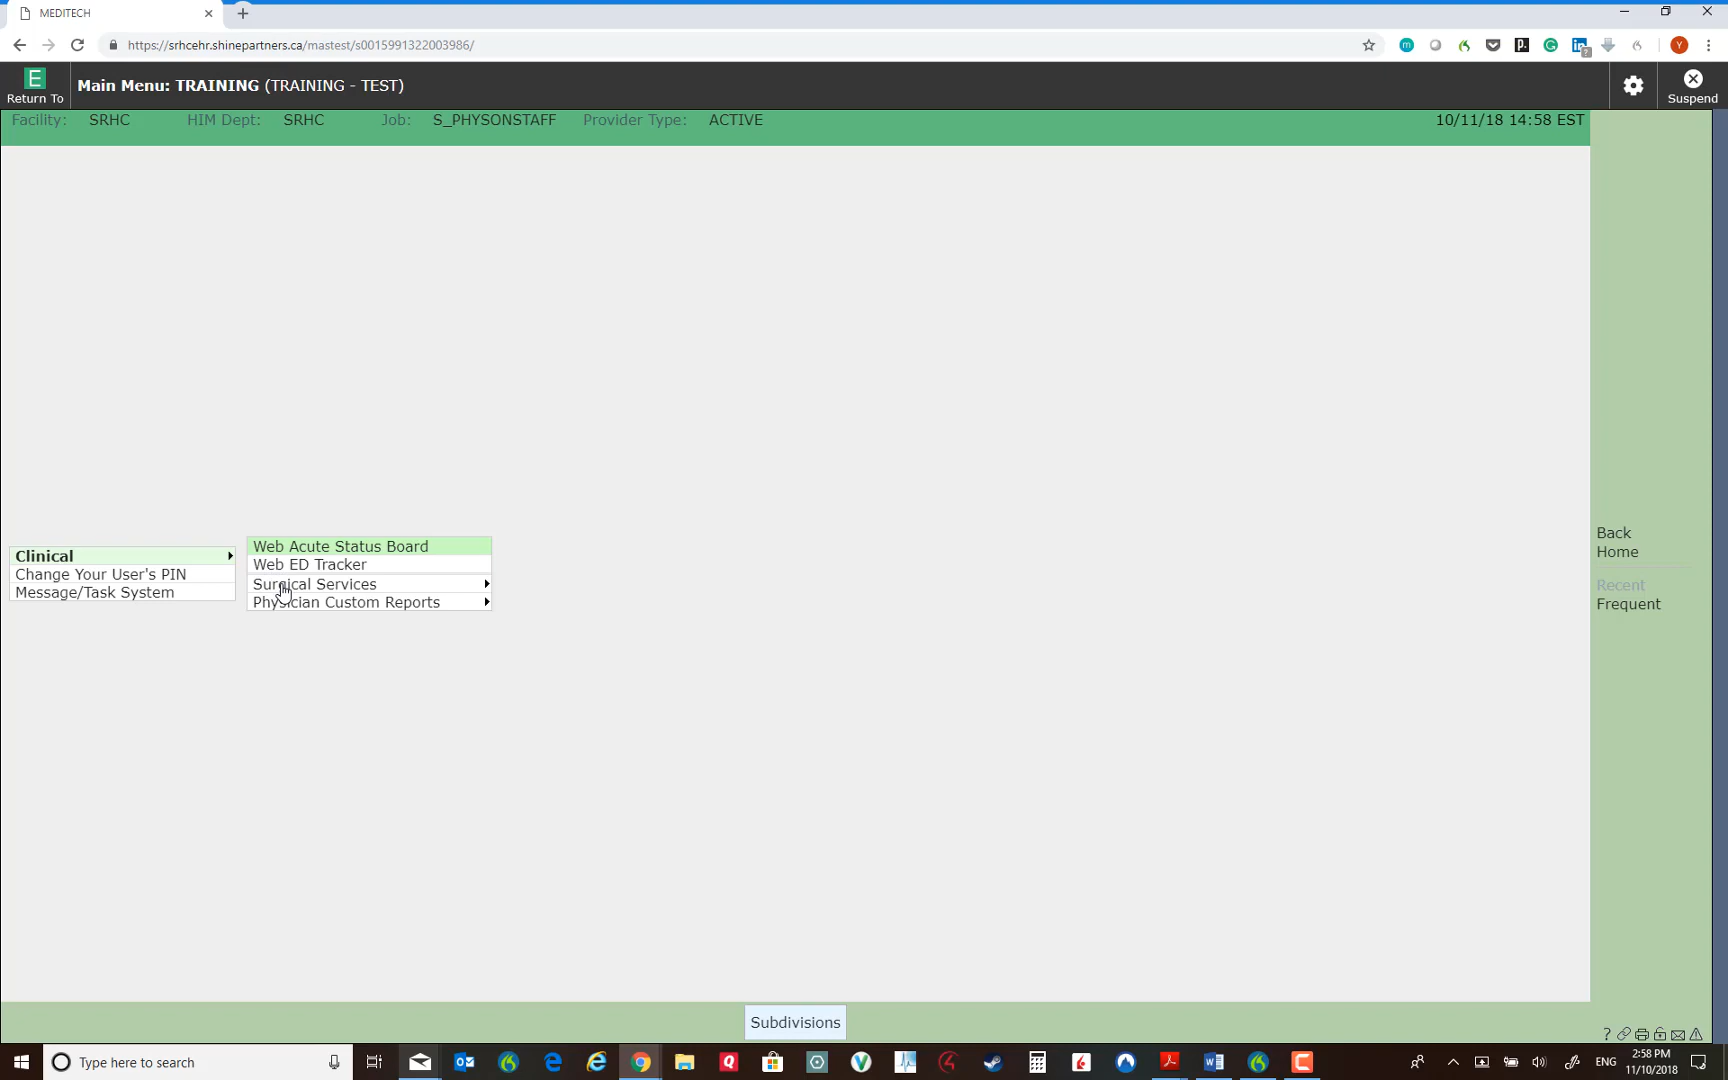 MEDITECH
https://srhcehr.shinepartners.ca/mastest/s0015991322003986/
E
Return To
Main Menu: TRAINING (TRAINING - TEST)
Suspend
Facility: SRHC HIM Dept: SRHC Job: S_PHYSONSTAFF Provider Type: ACTIVE 10/11/18 14:58 EST
Clinical
Change Your User's PIN
Message/Task System
Web Acute Status Board
Web ED Tracker
Surgical Services
Physician Custom Reports
Back
Home
Recent
Frequent
Subdivisions
Type here to search
ENG
2:58 PM
11/10/2018